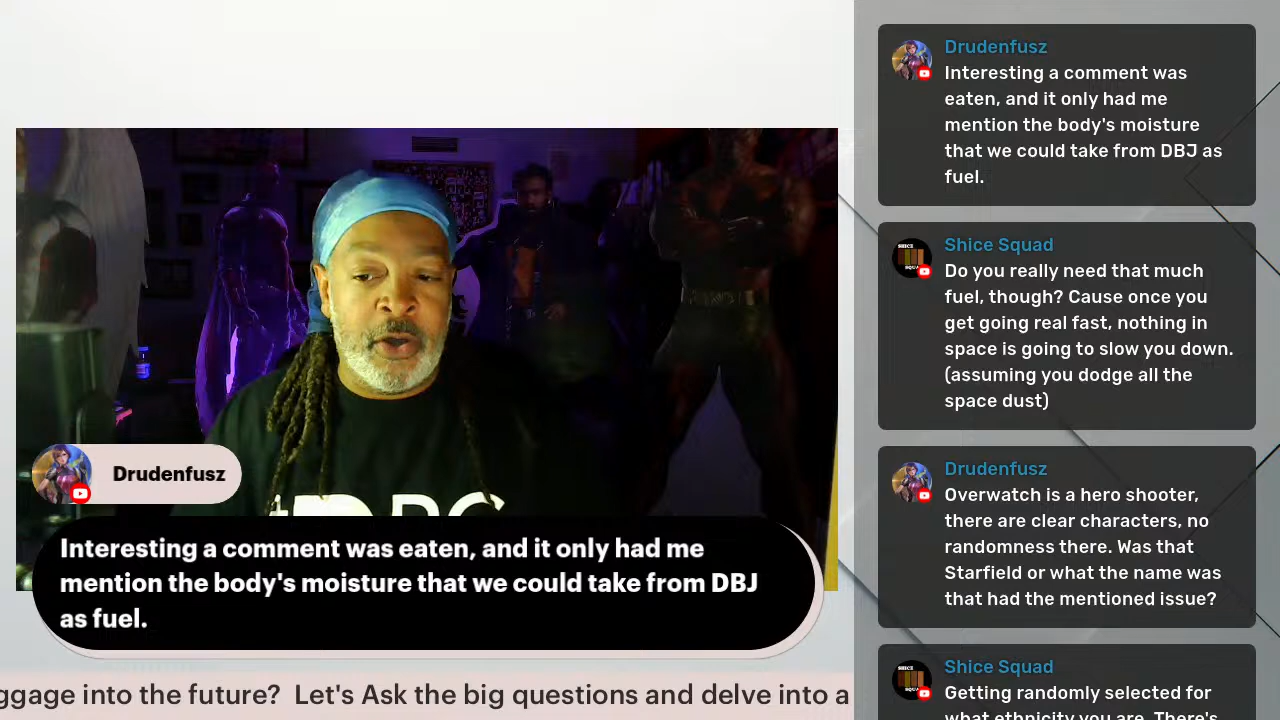 Drudenfusz
Interesting a comment was eaten, and it only had me
mention the body's moisture that we could take from DBJ
as fuel.
ggage into the future?  Let's Ask the big questions and delve into a
Drudenfusz
Interesting a comment was
eaten, and it only had me
mention the body's moisture
that we could take from DBJ as
fuel.
Shice Squad
Do you really need that much
fuel, though? Cause once you
get going real fast, nothing in
space is going to slow you down.
(assuming you dodge all the
space dust)
Drudenfusz
Overwatch is a hero shooter,
there are clear characters, no
randomness there. Was that
Starfield or what the name was
that had the mentioned issue?
Shice Squad
Getting randomly selected for
what ethnicity you are. There's